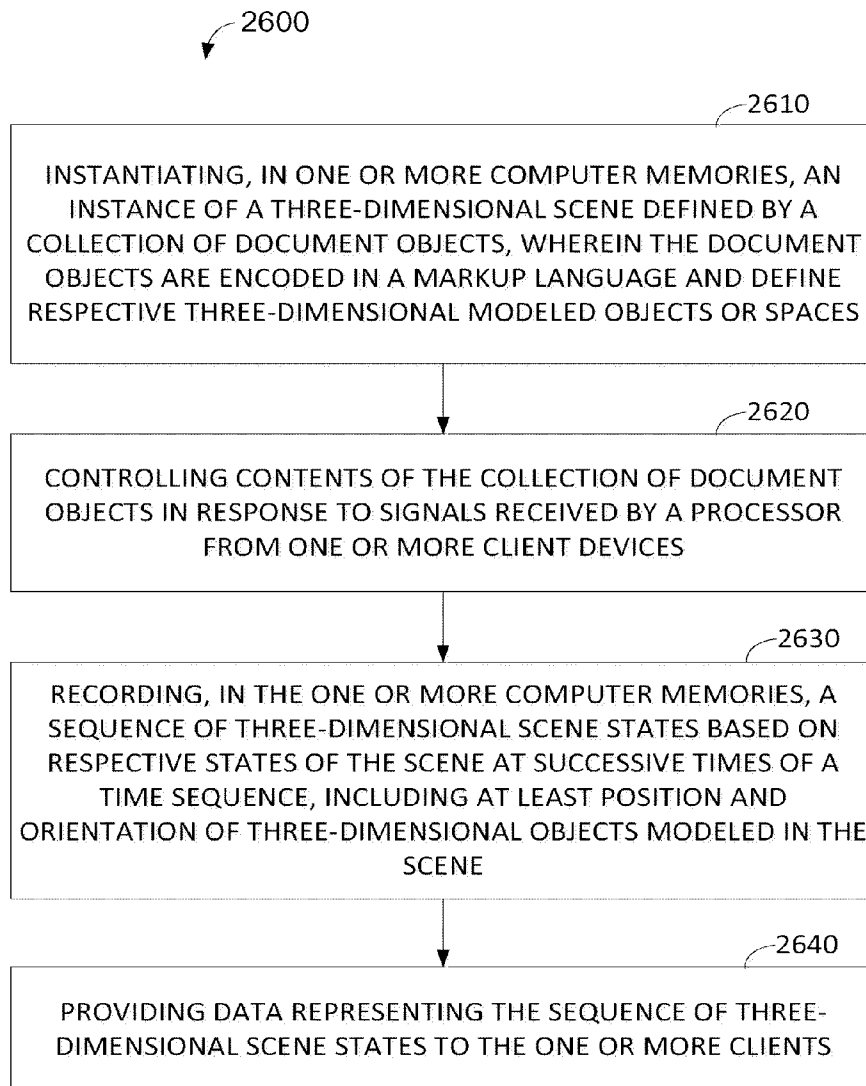 2600
2610
INSTANTIATING, IN ONE OR MORE COMPUTER MEMORIES, AN
INSTANCE OF A THREE-DIMENSIONAL SCENE DEFINED BY A
COLLECTION OF DOCUMENT OBJECTS, WHEREIN THE DOCUMENT
OBJECTS ARE ENCODED IN A MARKUP LANGUAGE AND DEFINE
RESPECTIVE THREE-DIMENSIONAL MODELED OBJECTS OR SPACES
2620
CONTROLLING CONTENTS OF THE COLLECTION OF DOCUMENT
OBJECTS IN RESPONSE TO SIGNALS RECEIVED BY A PROCESSOR
FROM ONE OR MORE CLIENT DEVICES
2630
RECORDING, IN THE ONE OR MORE COMPUTER MEMORIES, A
SEQUENCE OF THREE-DIMENSIONAL SCENE STATES BASED ON
RESPECTIVE STATES OF THE SCENE AT SUCCESSIVE TIMES OF A
TIME SEQUENCE, INCLUDING AT LEAST POSITION AND
ORIENTATION OF THREE-DIMENSIONAL OBJECTS MODELED IN THE
SCENE
2640
PROVIDING DATA REPRESENTING THE SEQUENCE OF THREE-
DIMENSIONAL SCENE STATES TO THE ONE OR MORE CLIENTS